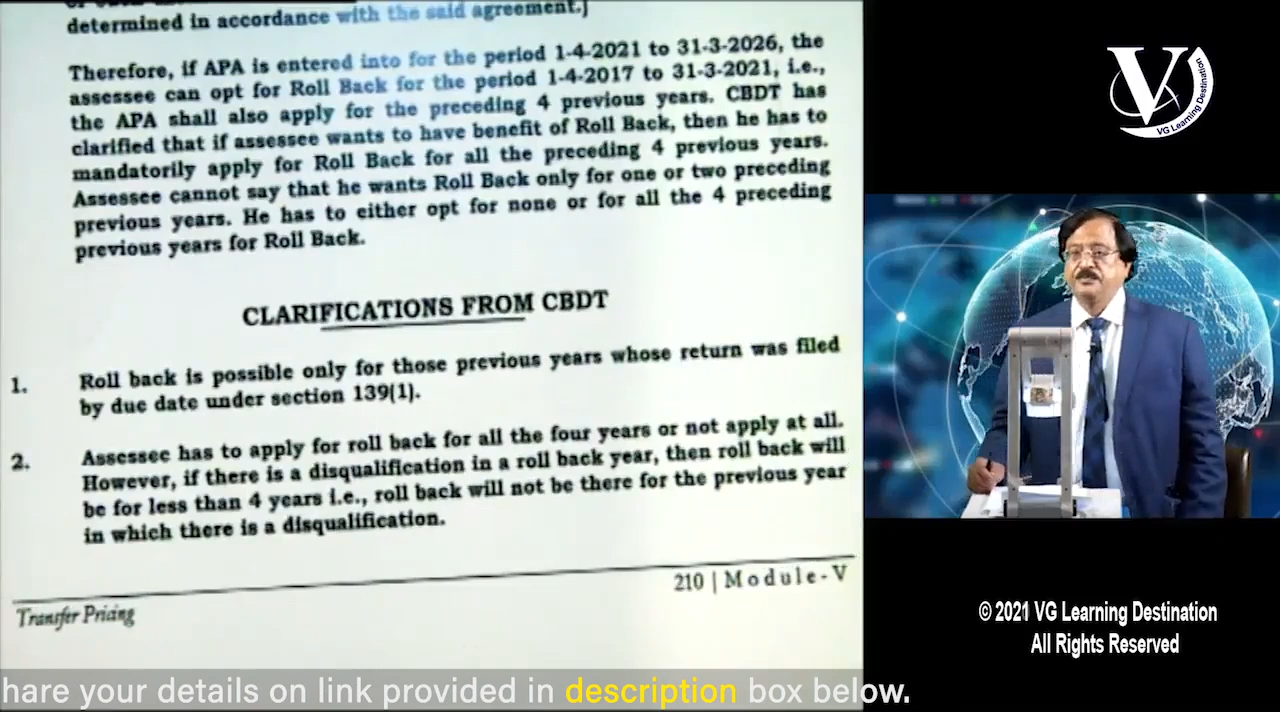 determined in accordance with the said agreement.]
Therefore, if APA is entered into for the period 1-4-2021 to 31-3-2026, the
assessee can opt for Roll Back for the period 1-4-2017 to 31-3-2021, i.e.,
the APA shall also apply for the preceding 4 previous years. CBDT has
clarified that if assessee wants to have benefit of Roll Back, then he has to
mandatorily apply for Roll Back for all the preceding 4 previous years.
Assessee cannot say that he wants Roll Back only for one or two preceding
previous years. He has to either opt for none or for all the 4 preceding
previous years for Roll Back.
CLARIFICATIONS FROM CBDT
1. Roll back is possible only for those previous years whose return was filed
by due date under section 139(1).
2. Assessee has to apply for roll back for all the four years or not apply at all.
However, if there is a disqualification in a roll back year, then roll back will
be for less than 4 years i.e., roll back will not be there for the previous year
in which there is a disqualification.
210 | Module-V
Transfer Pricing
V
VG Learning Destination
© 2021 VG Learning Destination
All Rights Reserved
hare your details on link provided in description box below.